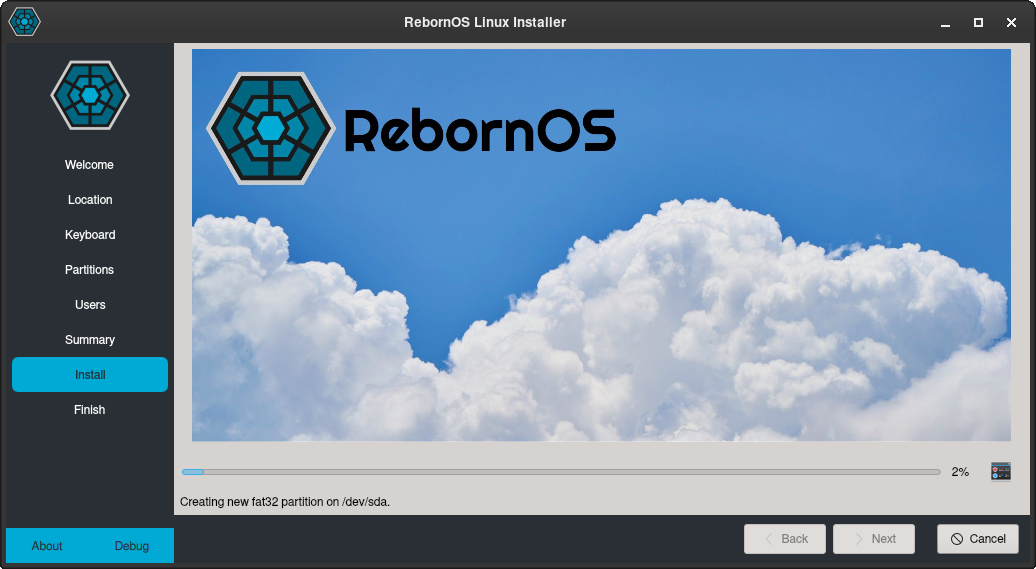 RebornOS Linux Installer
RebornOS
Welcome
Location
Keyboard
Partitions
Users
Summary
Install
Finish
2%
Creating new fat32 partition on /dev/sda.
About
Debug
Back
Next
Cancel